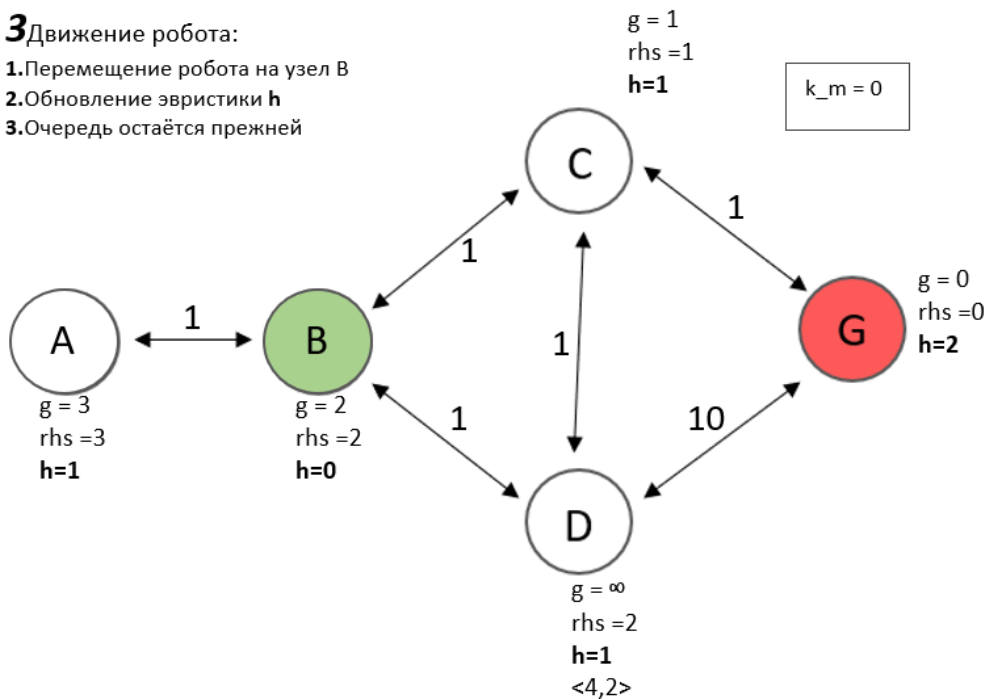 3Движение робота:
1.Перемещение робота на узел B
2.Обновление эвристики h
3.Очередь остаётся прежней
g = 1
rhs =1
h=1
k_m = 0
C
1
1
A
1
B
1
G
g = 0
rhs =0
h=2
g = 3
rhs =3
h=1
g = 2
rhs =2
h=0
1
10
D
g = ∞
rhs =2
h=1
<4,2>